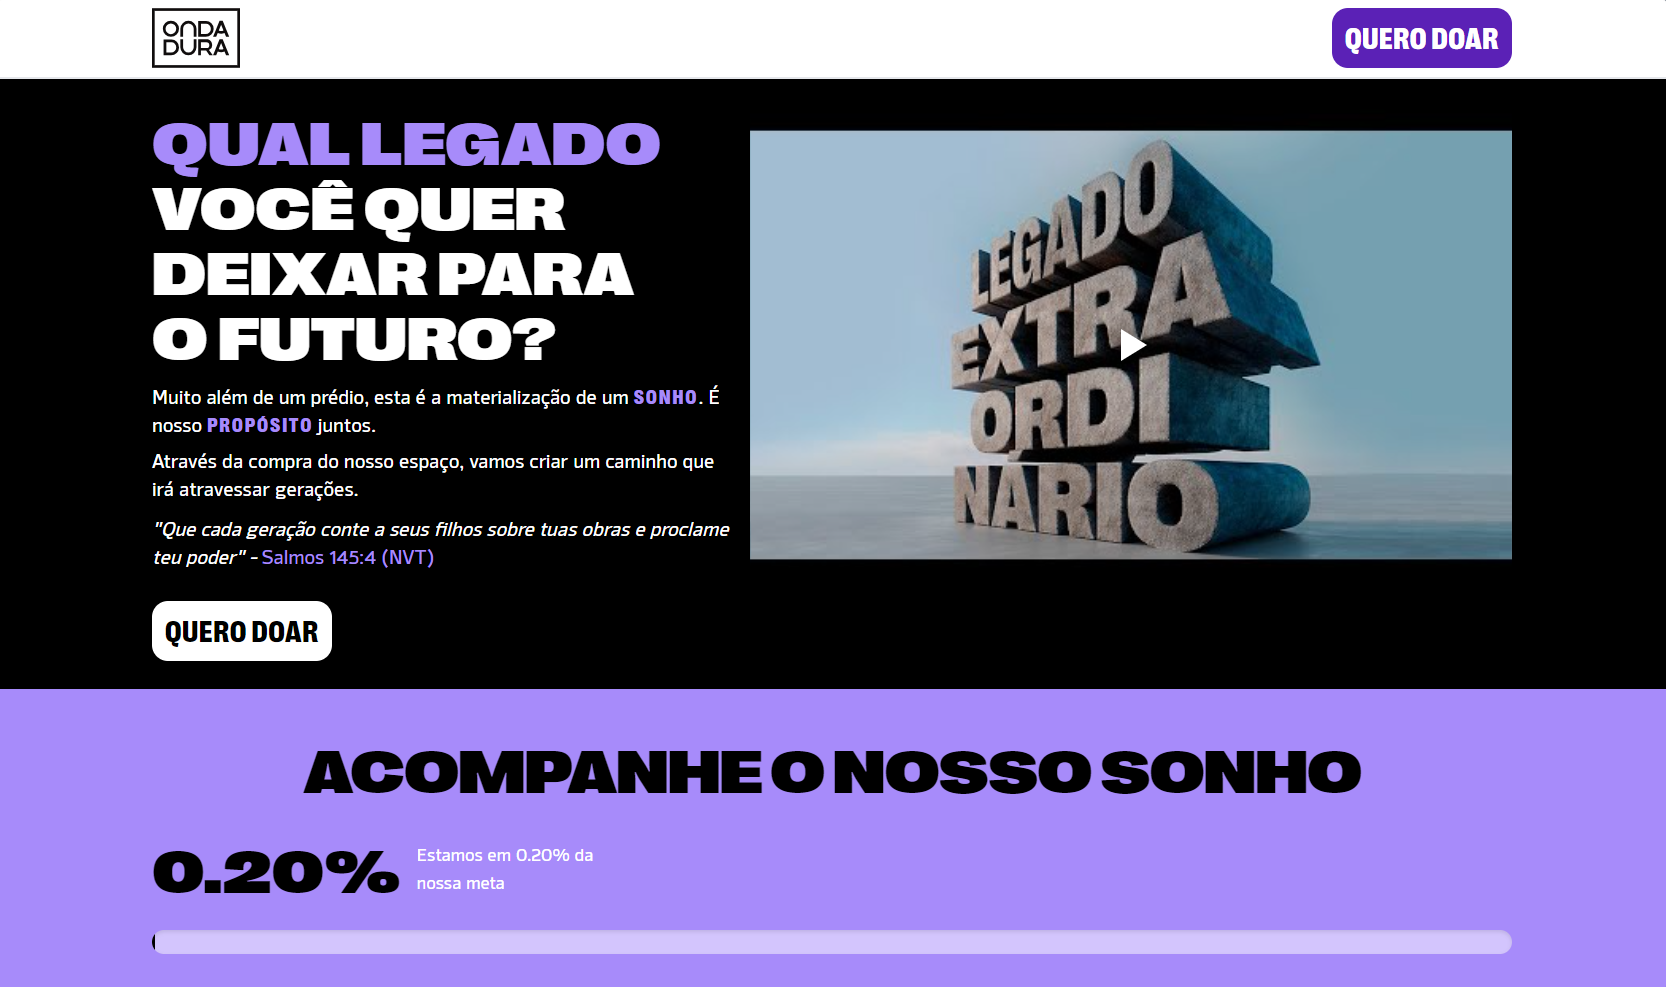 ONDA
DURA
QUERO DOAR
QUAL LEGADO
VOCÊ QUER
DEIXAR PARA
O FUTURO?
Muito além de um prédio, esta é a materialização de um SONHO. É
nosso PROPÓSITO juntos.
Através da compra do nosso espaço, vamos criar um caminho que
irá atravessar gerações.
"Que cada geração conte a seus filhos sobre tuas obras e proclame
teu poder" - Salmos 145:4 (NVT)
QUERO DOAR
LEGADO
EXTRA
ORDI
NÁRIO
ACOMPANHE O NOSSO SONHO
0.20%
Estamos em 0.20% da
nossa meta